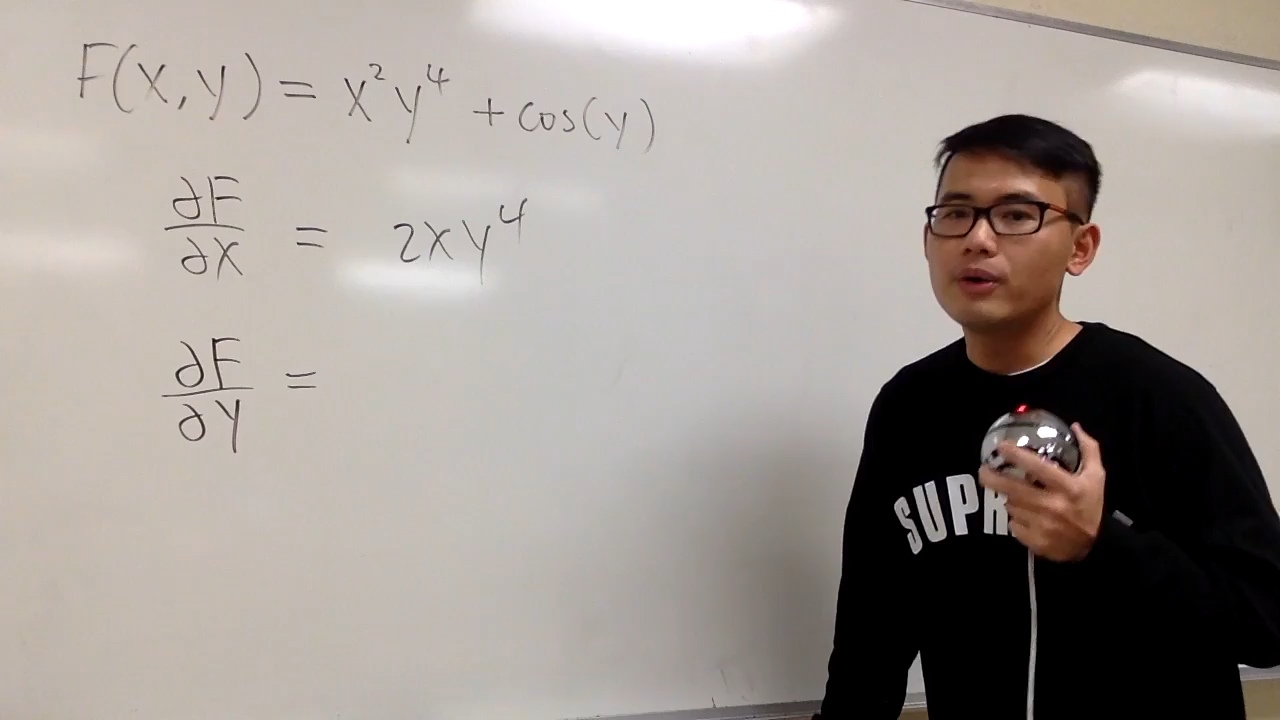 F(x,y) = x²y⁴ + cos(y)
∂F/∂x = 2xy⁴
∂F/∂y =
SUPR